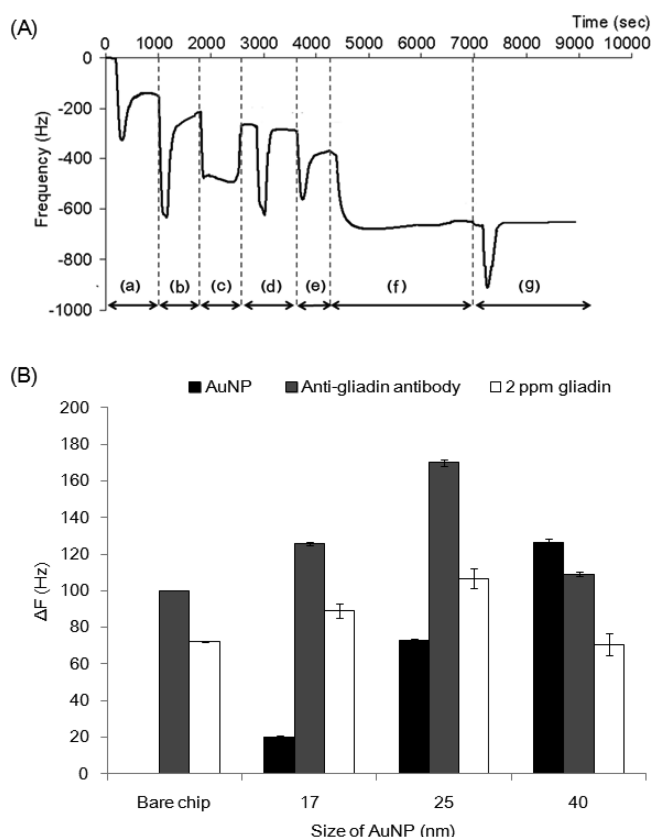 (A)
Time (sec)
0 1000 2000 3000 4000 5000 6000 7000 8000 9000 10000
0
-200
-400
-600
-800
-1000
Frequency (Hz)
(a) (b) (c) (d) (e) (f) (g)
(B)
AuNP Anti-gliadin antibody 2 ppm gliadin
200
180
160
140
120
100
80
60
40
20
0
ΔF (Hz)
Bare chip 17 25 40
Size of AuNP (nm)